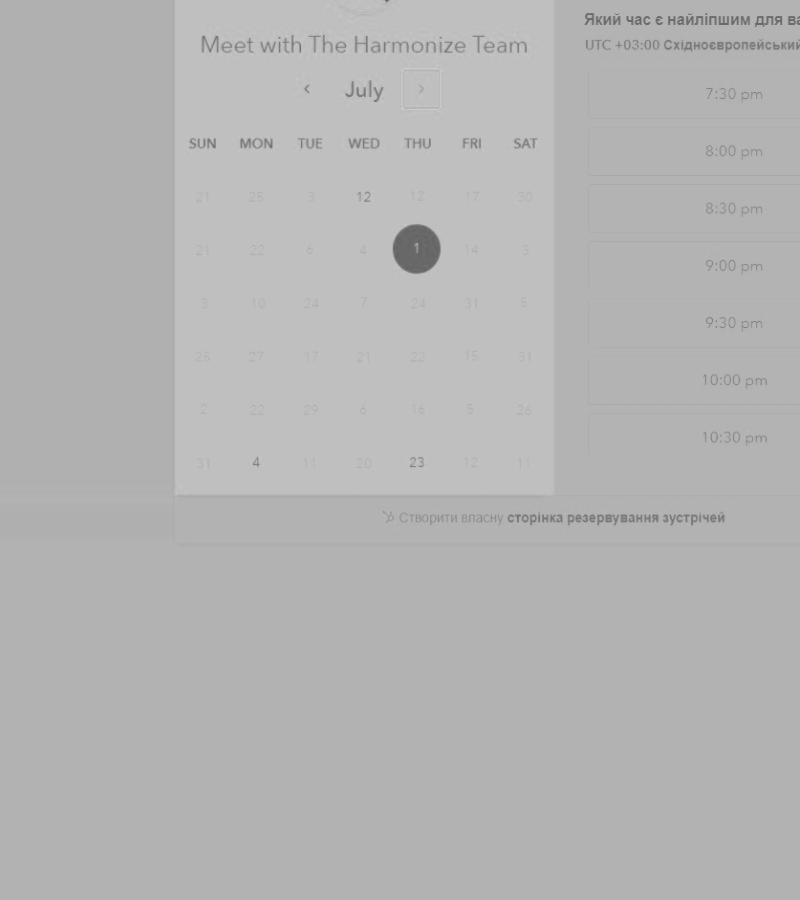 Meet with The Harmonize Team
July
SUN MON TUE WED THU FRI SAT
21 25 3 12 12 17 30
21 22 6 4 1 14 3
3 10 24 7 24 31 5
25 27 17 21 22 15 31
2 22 29 6 16 5 26
31 4 11 20 23 12 11
Який час є найліпшим для
UTC +03:00 Східноєвропейський
7:30 pm
8:00 pm
8:30 pm
9:00 pm
9:30 pm
10:00 pm
10:30 pm
Створити власну сторінка резервування зустрічей